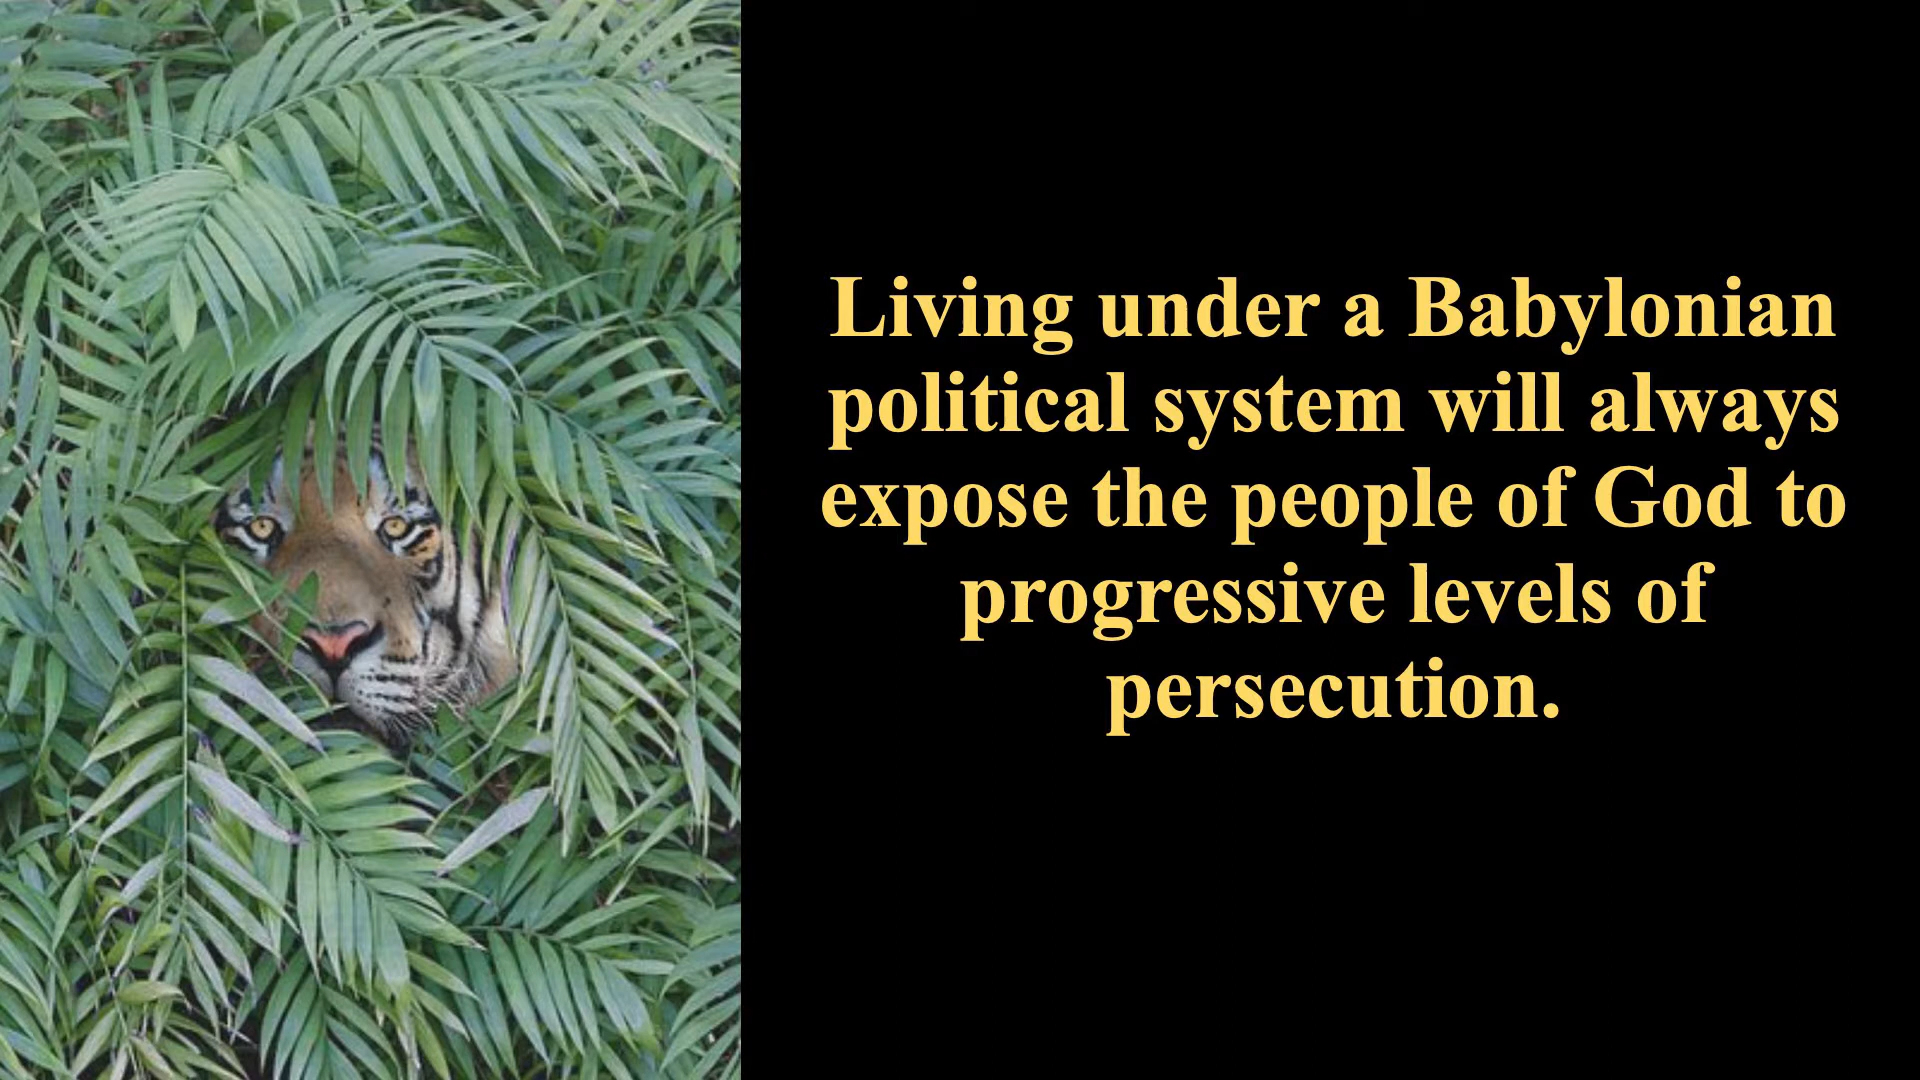 Living under a Babylonian
political system will always
expose the people of God to
progressive levels of
persecution.